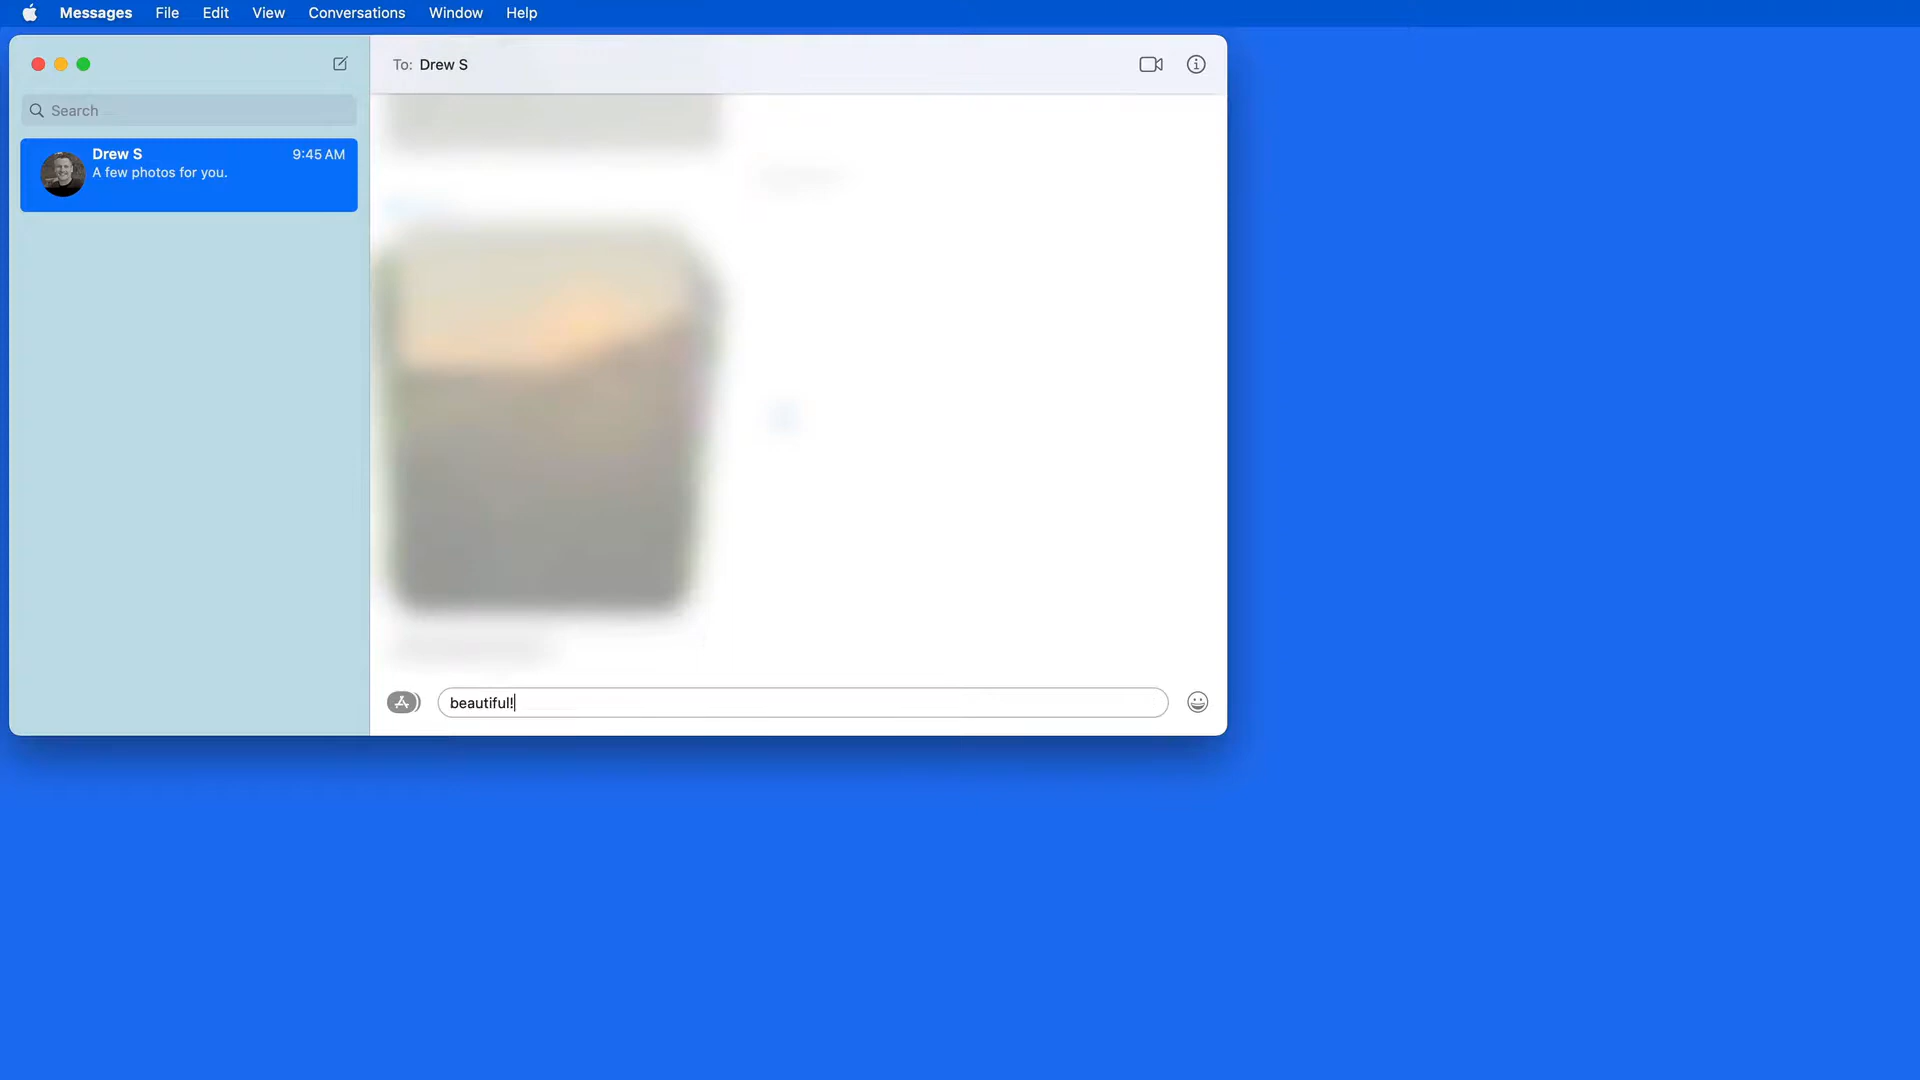 Messages File Edit View Conversations Window Help
To: Drew S
Search
Drew S 9:45 AM
A few photos for you.
beautiful!